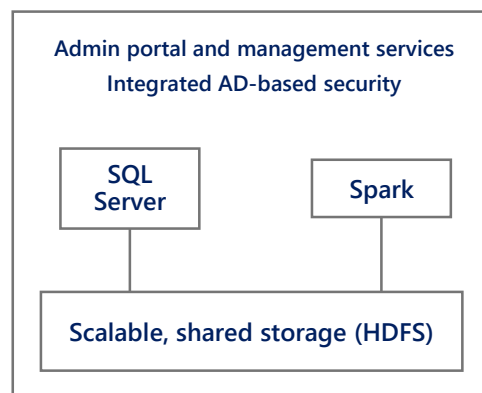 Admin portal and management services
Integrated AD-based security
SQL
Server
Spark
Scalable, shared storage (HDFS)